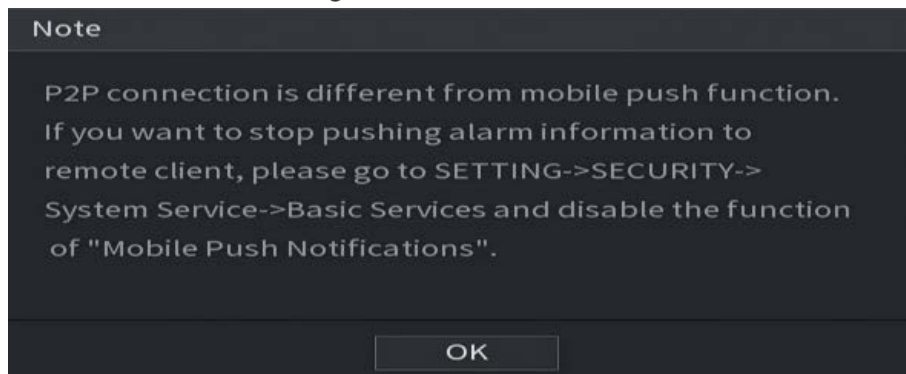 Note
P2P connection is different from mobile push function.
If you want to stop pushing alarm information to
remote client, please go to SETTING->SECURITY->
System Service->Basic Services and disable the function
of "Mobile Push Notifications".
OK